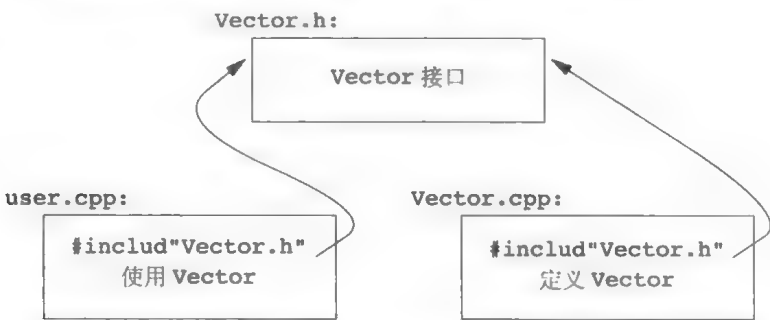 Vector.h:
Vector 接口
user.cpp:
Vector.cpp:
#includ"Vector.h"
使用 Vector
#includ"Vector.h"
定义 Vector